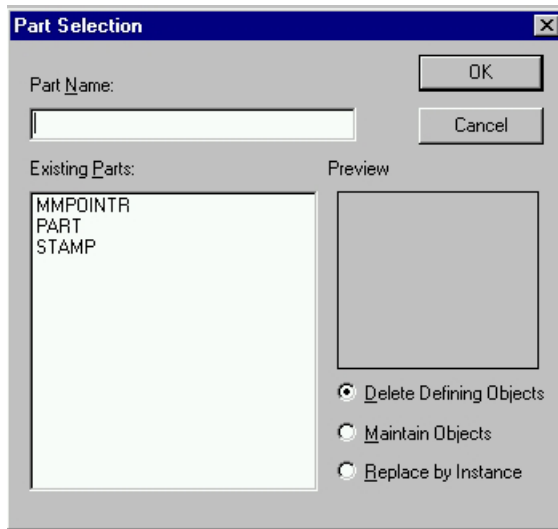 Part Selection
OK
Part Name:
Cancel
Existing Parts:
Preview
MMPOINTR
PART
STAMP
Delete Defining Objects
Maintain Objects
Replace by Instance